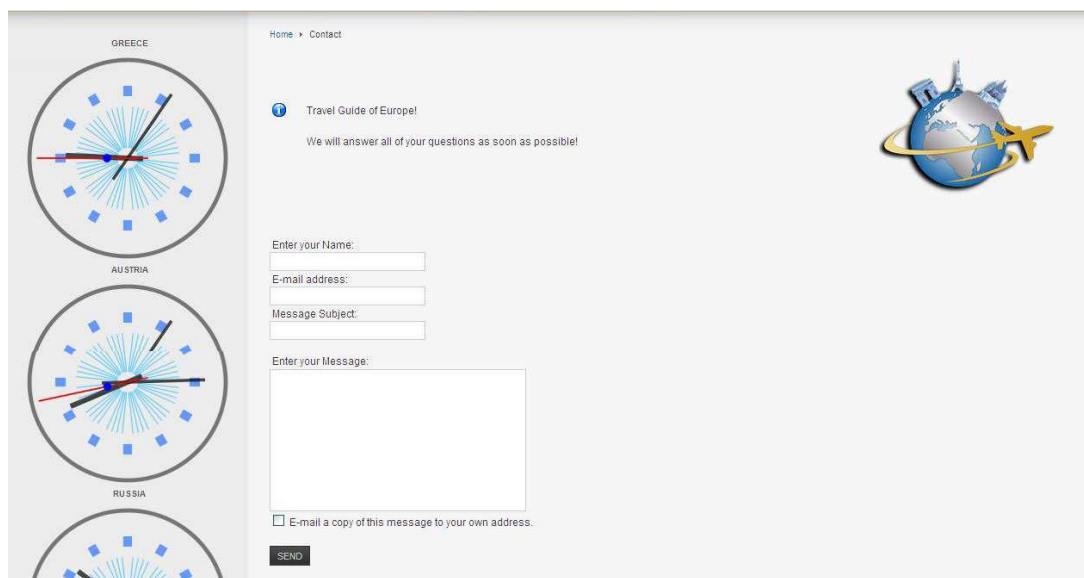 GREECE
AUSTRIA
RUSSIA
Home ▸ Contact
Travel Guide of Europe!
We will answer all of your questions as soon as possible!
Enter your Name:
E-mail address:
Message Subject:
Enter your Message:
E-mail a copy of this message to your own address.
SEND